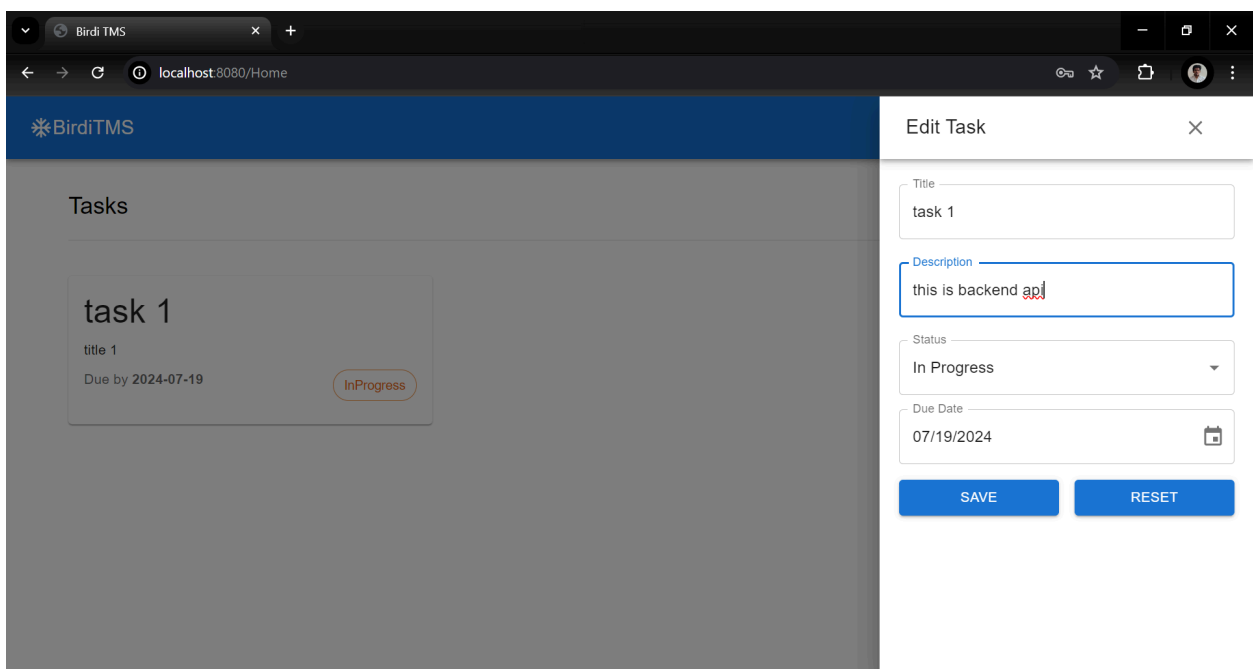 Birdi TMS
localhost:8080/Home
BirdiTMS
Tasks
task 1
title 1
Due by 2024-07-19
InProgress
Edit Task
Title
task 1
Description
this is backend api
Status
In Progress
Due Date
07/19/2024
SAVE RESET